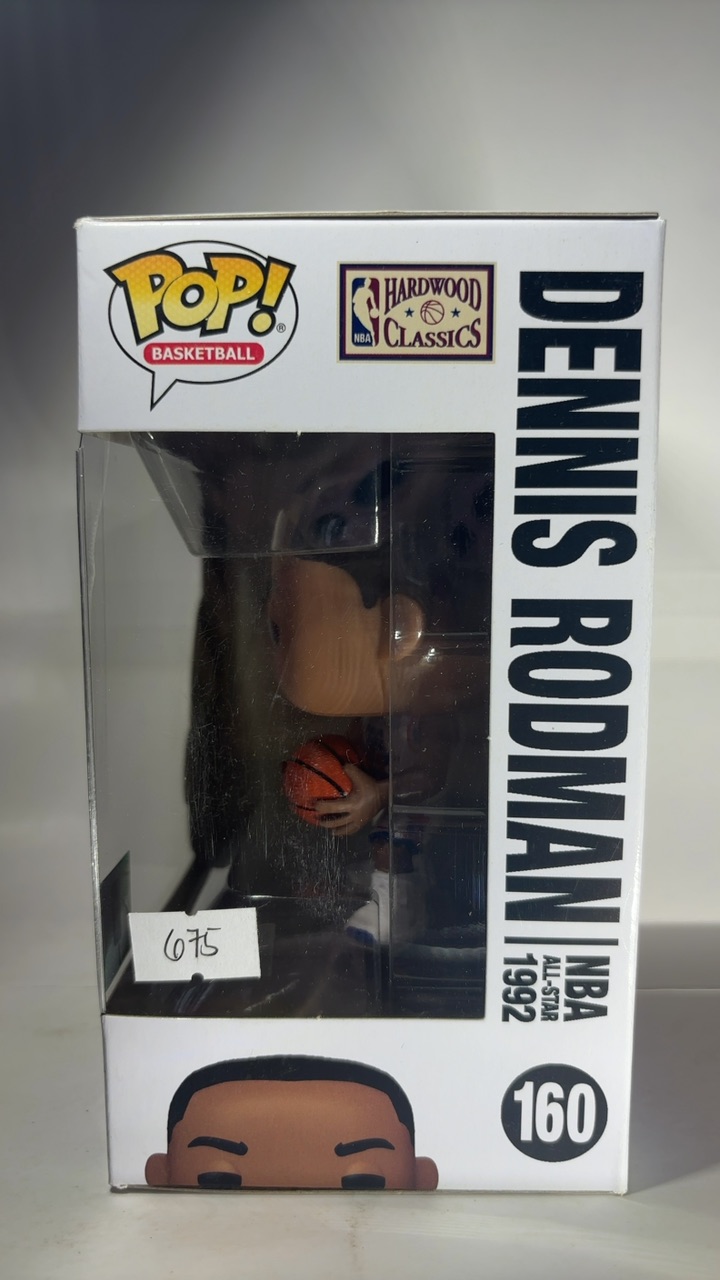 POP!®
BASKETBALL
NBA
HARDWOOD
CLASSICS
DENNIS RODMAN
NBA
ALL-STAR
1992
675
160